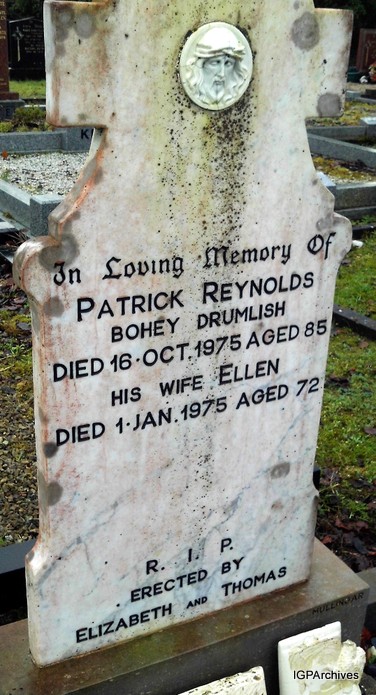 In Loving Memory Of
PATRICK REYNOLDS
BOHEY DRUMLISH
DIED 16·OCT.1975 AGED 85
HIS WIFE ELLEN
DIED 1·JAN.1975 AGED 72
R. I. P.
ERECTED BY
ELIZABETH AND THOMAS
MULLINGAR
IGPArchives